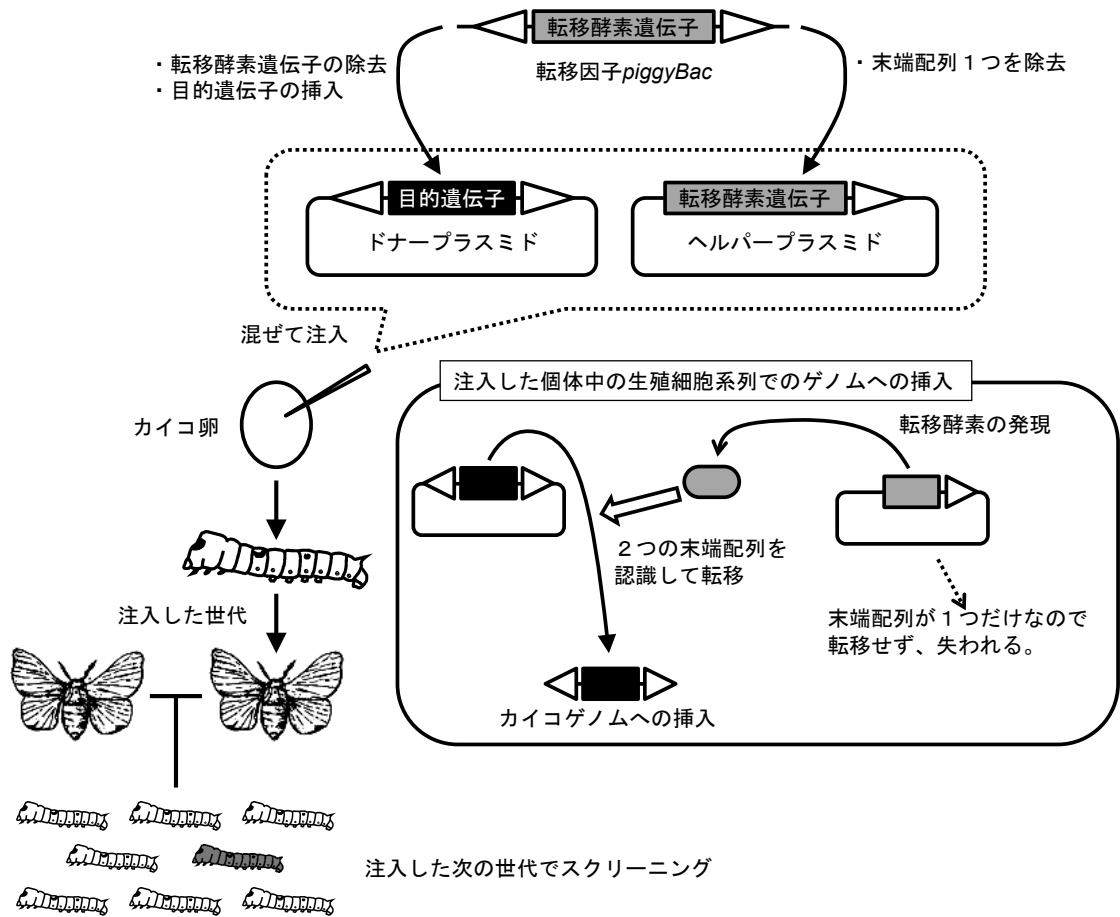 転移酵素遺伝子
・転移酵素遺伝子の除去
・目的遺伝子の挿入
転移因子piggyBac
・末端配列１つを除去
目的遺伝子
転移酵素遺伝子
ドナープラスミド
ヘルパープラスミド
混ぜて注入
カイコ卵
注入した個体中の生殖細胞系列でのゲノムへの挿入
転移酵素の発現
２つの末端配列を
認識して転移
末端配列が１つだけなので
転移せず、失われる。
カイコゲノムへの挿入
注入した世代
注入した次の世代でスクリーニング